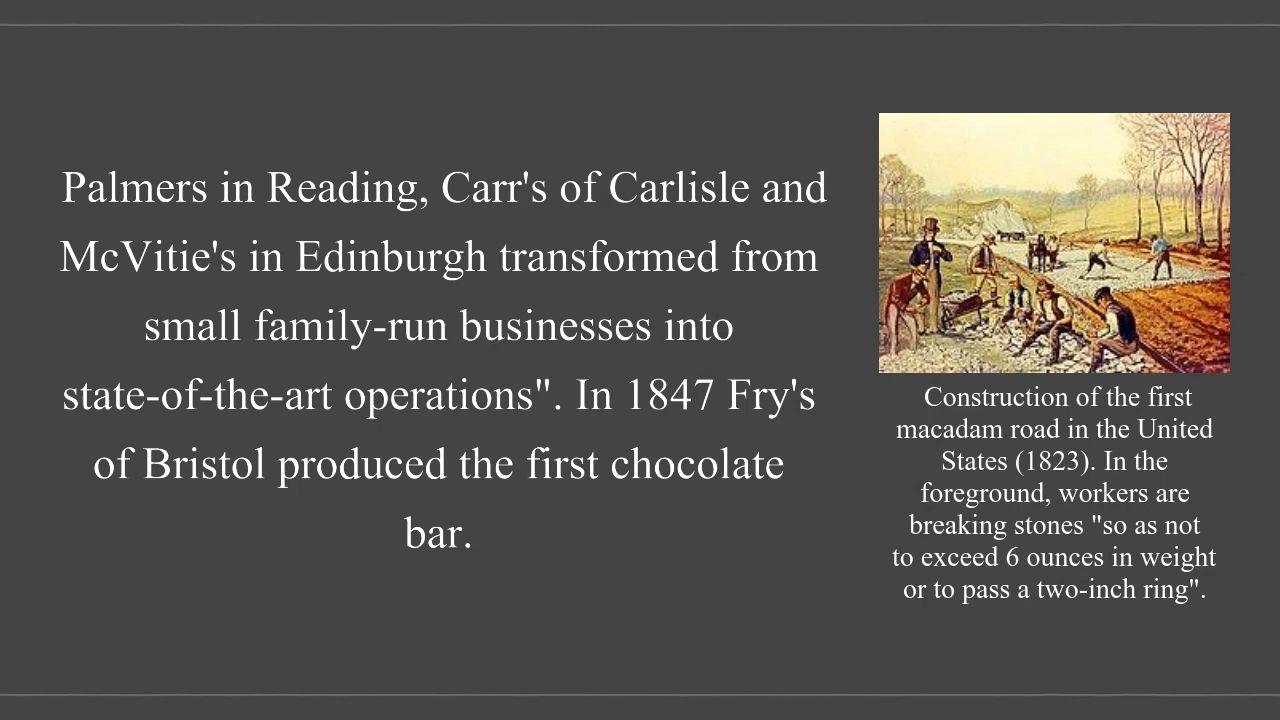 Palmers in Reading, Carr's of Carlisle and
McVitie's in Edinburgh transformed from
small family-run businesses into
state-of-the-art operations". In 1847 Fry's
of Bristol produced the first chocolate
bar.
Construction of the first
macadam road in the United
States (1823). In the
foreground, workers are
breaking stones "so as not
to exceed 6 ounces in weight
or to pass a two-inch ring".